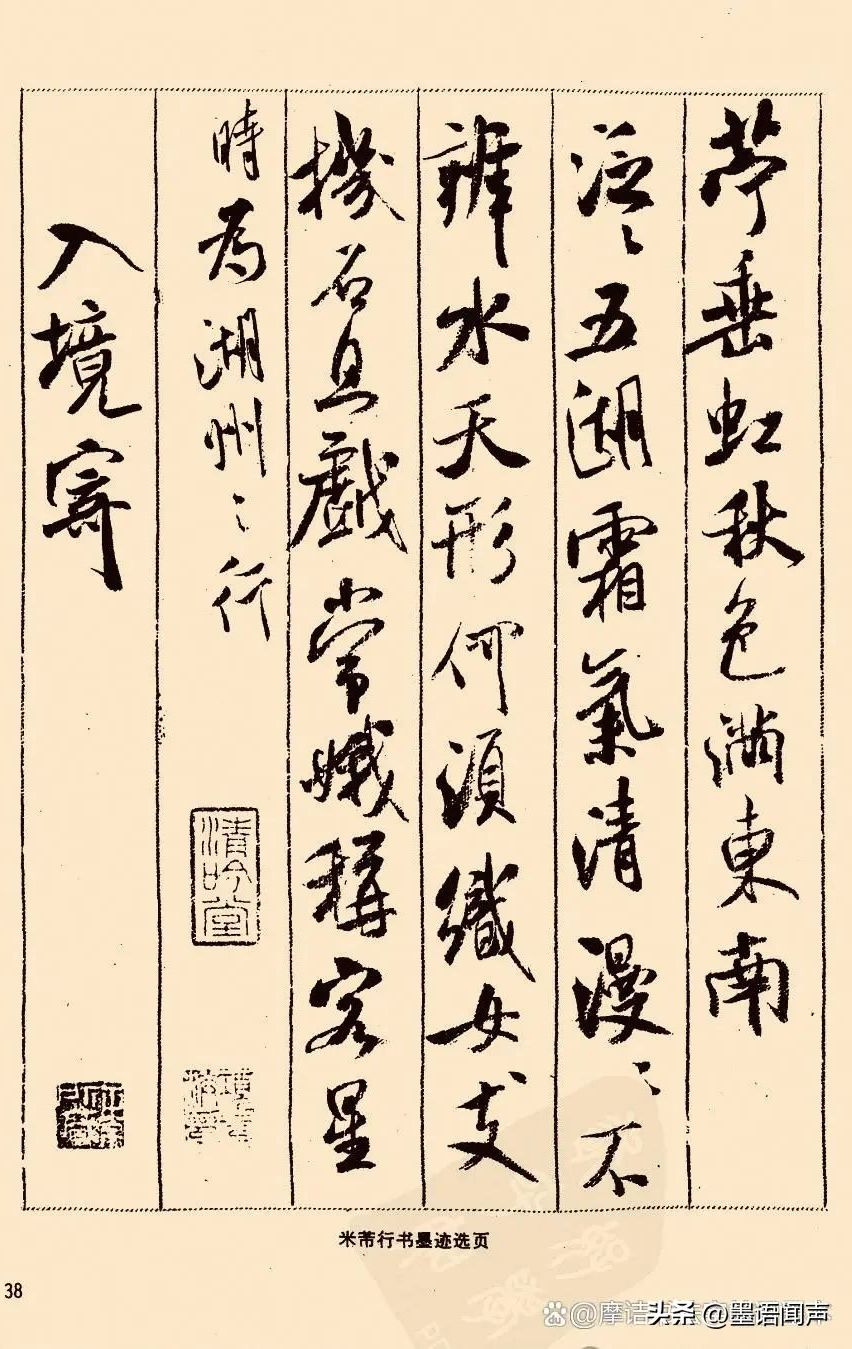 苧垂虹秋色滿東南
泛〻五湖霜氣清漫〻不
辨水天形何須織女支
機石且戲常娥稱客星
時為湖州之行
清吟堂
入境寄
米芾行书墨迹选页
38
@摩诘
头条 @墨语闻声